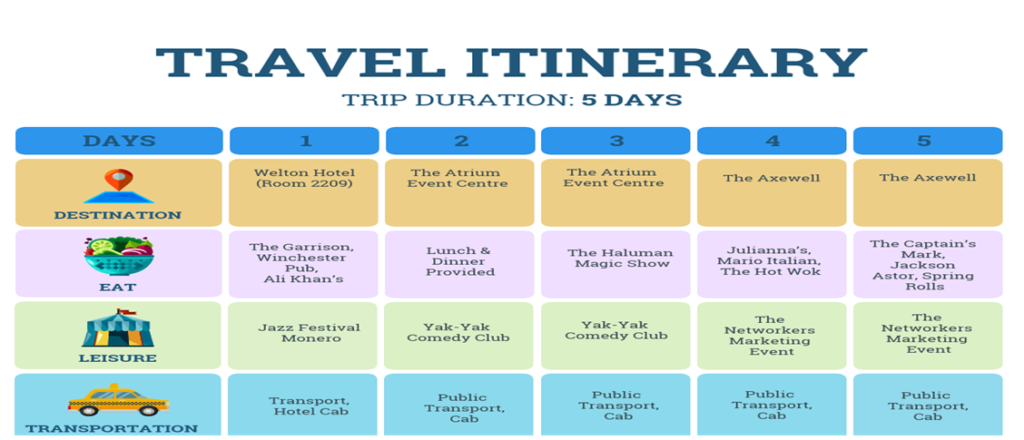 TRAVEL ITINERARY
TRIP DURATION: 5 DAYS
DAYS 1 2 3 4 5
DESTINATION
Welton Hotel
(Room 2209)
The Atrium
Event Centre
The Atrium
Event Centre
The Axewell
The Axewell
EAT
The Garrison,
Winchester
Pub,
Ali Khan's
Lunch &
Dinner
Provided
The Haluman
Magic Show
Julianna's,
Mario Italian,
The Hot Wok
The Captain's
Mark,
Jackson
Astor, Spring
Rolls
LEISURE
Jazz Festival
Monero
Yak-Yak
Comedy Club
Yak-Yak
Comedy Club
The
Networkers
Marketing
Event
The
Networkers
Marketing
Event
TRANSPORTATION
Transport,
Hotel Cab
Public
Transport,
Cab
Public
Transport,
Cab
Public
Transport,
Cab
Public
Transport,
Cab